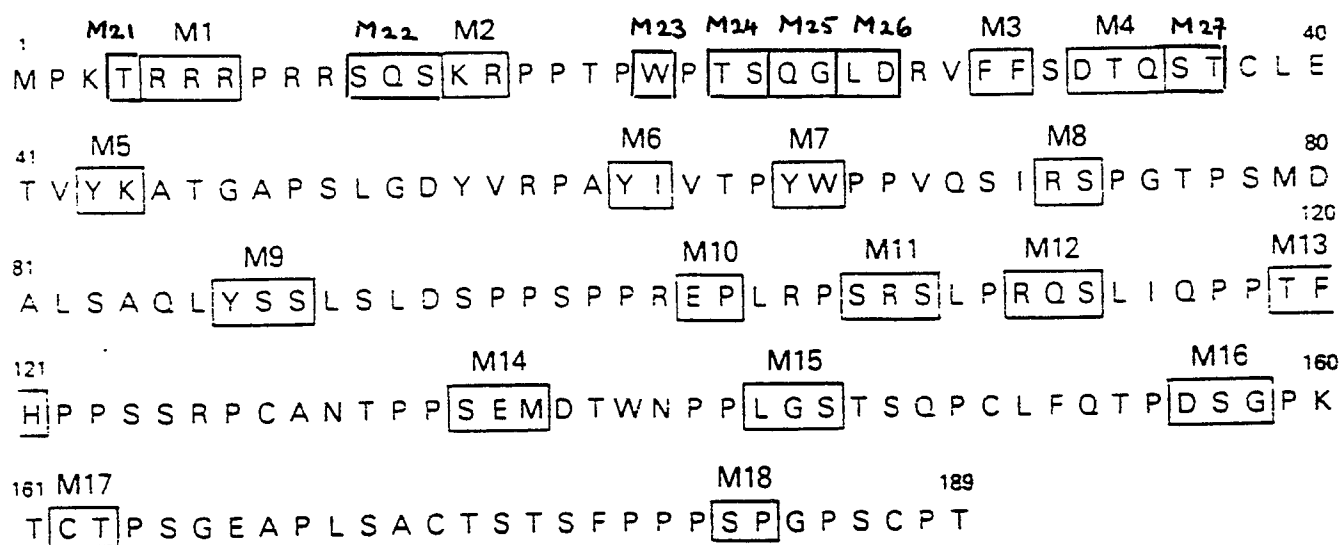 M21 M1 M22 M2 M23 M24 M25 M26 M3 M4 M27
1 40
M P K T R R R P R R S Q S K R P P T P W P T S Q G L D R V F F S D T Q S T C L E
41 M5 M6 M7 M8 80
T V Y K A T G A P S L G D Y V R P A Y I V T P Y W P P V Q S I R S P G T P S M D
81 M9 M10 M11 M12 M13 120
A L S A Q L Y S S L S L D S P P S P P R E P L R P S R S L P R Q S L I Q P P T F
121 M14 M15 M16 160
H P P S S R P C A N T P P S E M D T W N P P L G S T S Q P C L F Q T P D S G P K
161 M17 M18 189
T C T P S G E A P L S A C T S T S F P P P S P G P S C P T